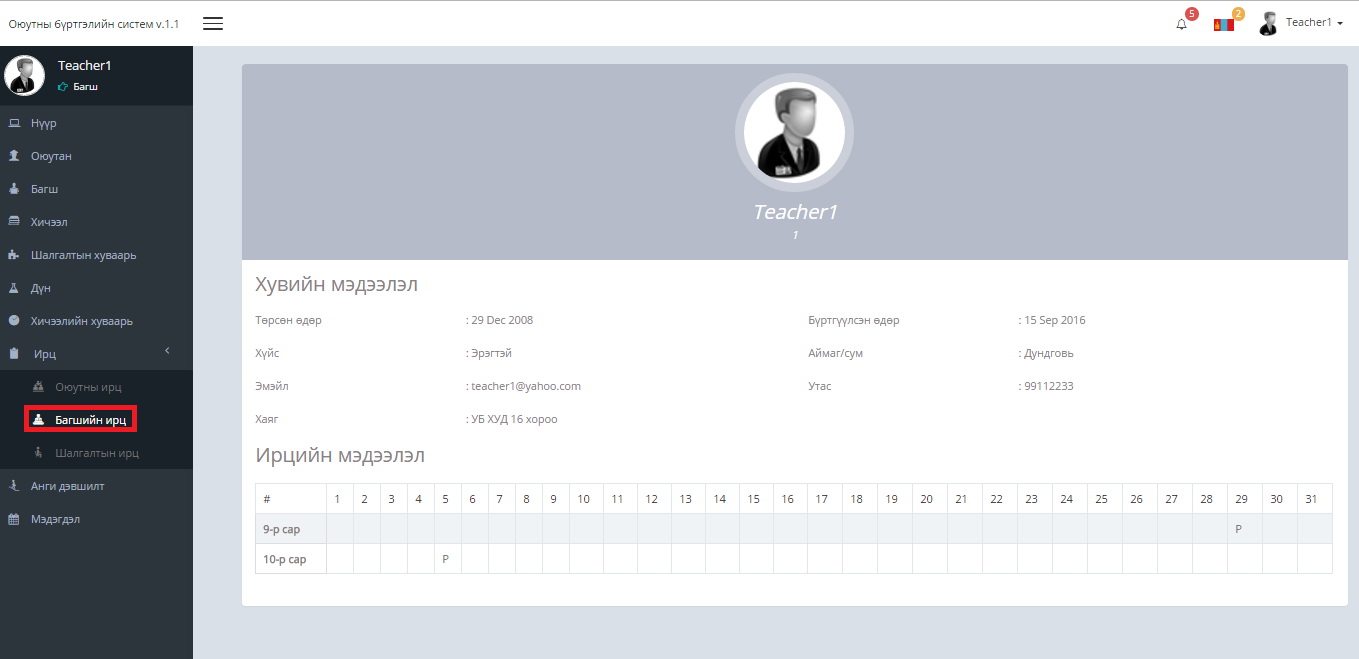 Оюутны бүртгэлийн систем v.1.1
5
2
Teacher1
Teacher1
Багш
Нүүр
Оюутан
Багш
Хичээл
Шалгалтын хуваарь
Дүн
Хичээлийн хуваарь
Ирц
Оюутны ирц
Багшийн ирц
Шалгалтын ирц
Анги дэвшилт
Мэдэгдэл
Teacher1
1
Хувийн мэдээлэл
Төрсөн өдөр : 29 Dec 2008 Бүртгүүлсэн өдөр : 15 Sep 2016
Хүйс : Эрэгтэй Аймаг/сум : Дундговь
Эмэйл : teacher1@yahoo.com Утас : 99112233
Хаяг : УБ ХУД 16 хороо
Ирцийн мэдээлэл
# 1 2 3 4 5 6 7 8 9 10 11 12 13 14 15 16 17 18 19 20 21 22 23 24 25 26 27 28 29 30 31
9-р сар P
10-р сар P